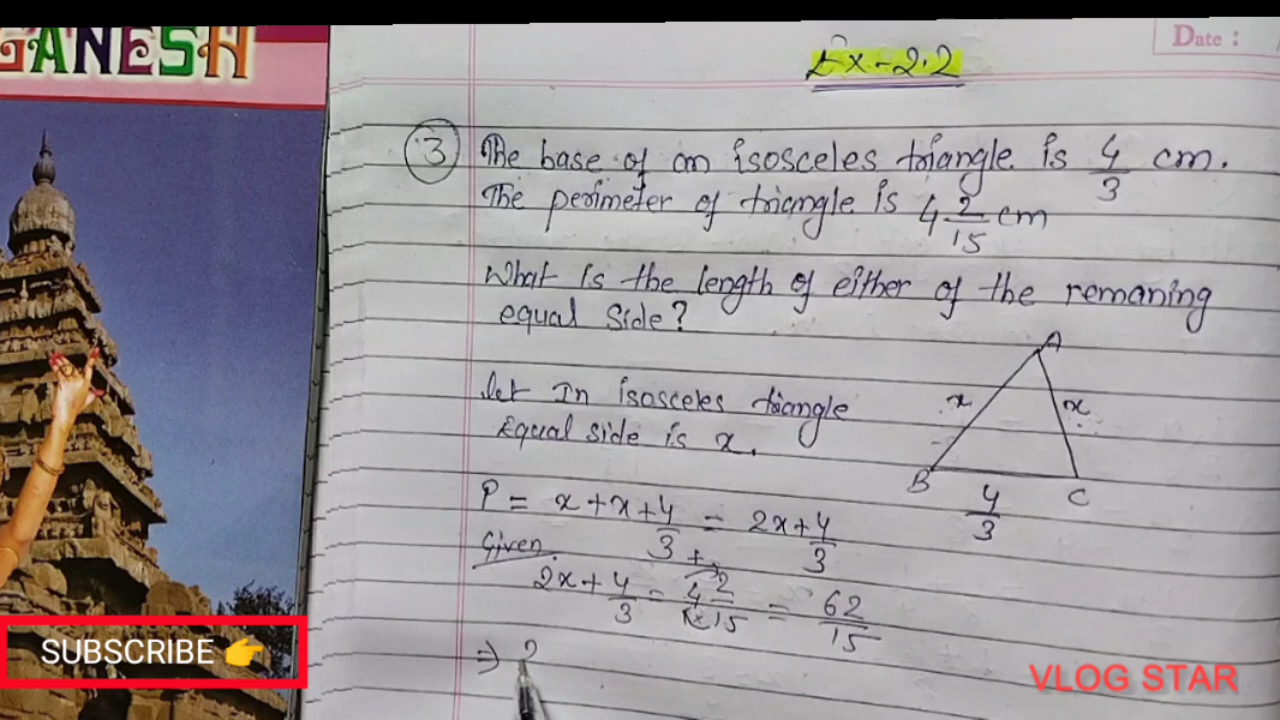 GANESH
Date :
Ex-2.2
3 The base of an isosceles triangle is 4/3 cm.
The perimeter of triangle is 4 2/15 cm
What is the length of either of the remaning
equal side?
A
let In isosceles triangle x x
Equal side is x.
B 4/3 C
P = x+x+4/3 = 2x+4/3
Given
2x+4/3 = 4 2/15 = 62/15
⇒ 2
SUBSCRIBE 👉
VLOG STAR